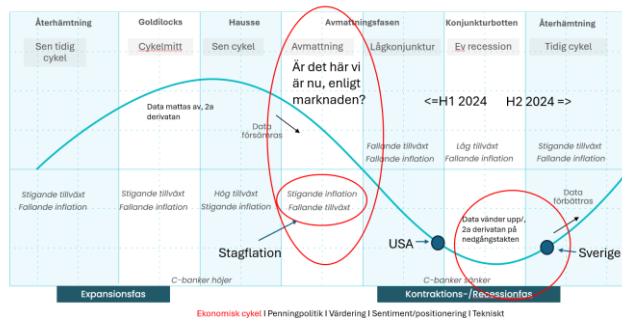 Återhämtning
Goldilocks
Hausse
Avmattningsfasen
Konjunkturbotten
Återhämtning
Sen tidig
cykel
Cykelmitt
Sen cykel
Avmattning
Lågkonjunktur
Ev recession
Tidig cykel
Är det här vi
är nu, enligt
marknaden?
<=H1 2024
H2 2024 =>
Data mattas av, 2a
derivatan
Data
försämras
Fallande tillväxt
Fallande inflation
Låg tillväxt
Fallande inflation
Stigande tillväxt
Fallande inflation
Stigande tillväxt
Fallande inflation
Stigande tillväxt
Fallande inflation
Hög tillväxt
Stigande inflation
Stigande inflation
Fallande tillväxt
Data
förbättras
Data vänder upp/,
2a derivatan på
nedgångstakten
Stagflation
USA
Sverige
C-banker höjer
C-banker sänker
Expansionsfas
Kontraktions-/Recessionfas
Ekonomisk cykel I Penningpolitik I Värdering I Sentiment/positionering I Tekniskt